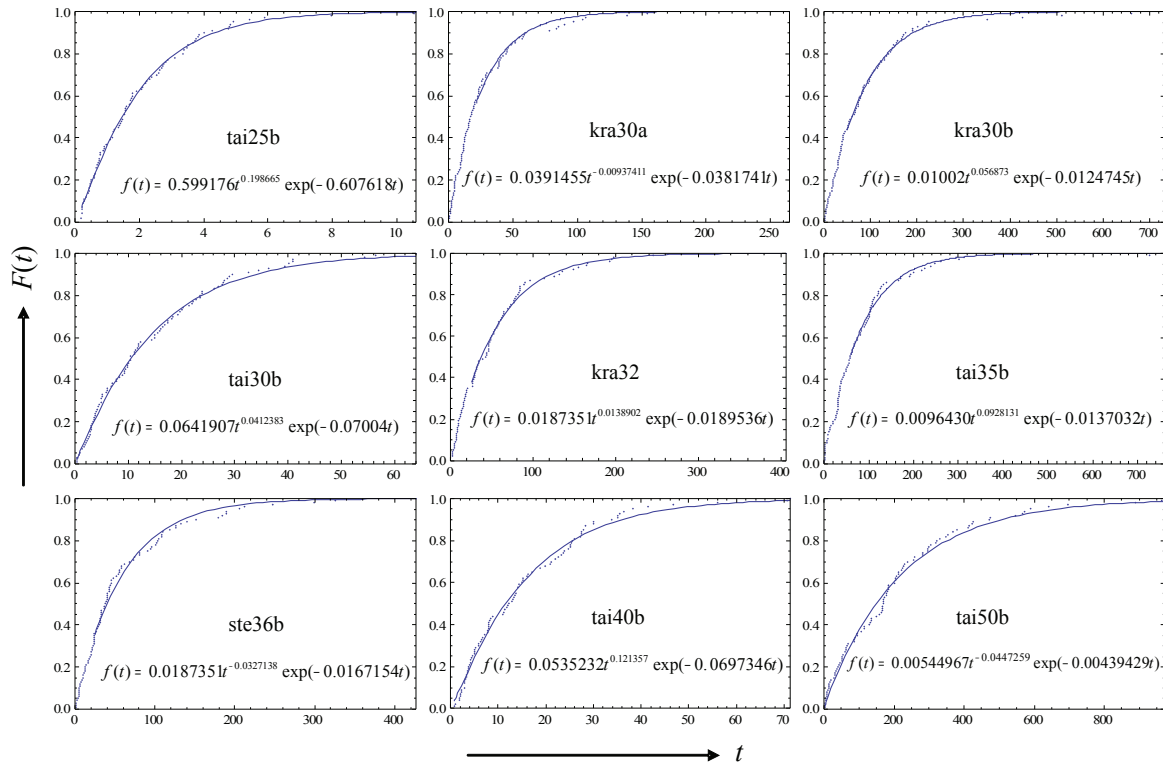 1.0 1.0 1.0
0.8 0.8 0.8
0.6 0.6 0.6
tai25b kra30a kra30b
0.4 0.4 0.4
f(t) = 0.599176t^0.198665 exp(-0.607618t) f(t) = 0.0391455t^-0.00937411 exp(-0.0381741t) f(t) = 0.01002t^0.056873 exp(-0.0124745t)
0.2 0.2 0.2
0.0 0.0 0.0
0 2 4 6 8 10 0 50 100 150 200 250 0 100 200 300 400 500 600 700
F(t)
1.0 1.0 1.0
0.8 0.8 0.8
0.6 0.6 0.6
tai30b kra32 tai35b
0.4 0.4 0.4
f(t) = 0.0641907t^0.0412383 exp(-0.07004t) f(t) = 0.0187351t^0.0138902 exp(-0.0189536t) f(t) = 0.0096430t^0.0928131 exp(-0.0137032t)
0.2 0.2 0.2
0.0 0.0 0.0
0 10 20 30 40 50 60 0 100 200 300 400 0 100 200 300 400 500 600 700
1.0 1.0 1.0
0.8 0.8 0.8
0.6 0.6 0.6
ste36b tai40b tai50b
0.4 0.4 0.4
f(t) = 0.0187351t^-0.0327138 exp(-0.0167154t) f(t) = 0.0535232t^0.121357 exp(-0.0697346t) f(t) = 0.00544967t^-0.0447259 exp(-0.00439429t).
0.2 0.2 0.2
0.0 0.0 0.0
0 100 200 300 400 0 10 20 30 40 50 60 70 0 200 400 600 800
t